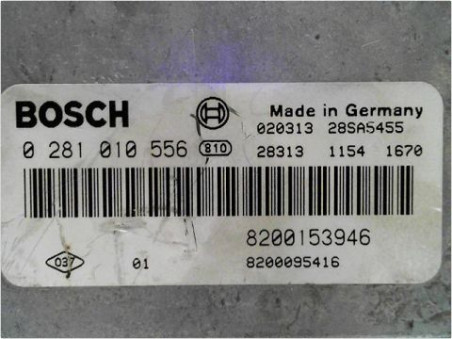 BOSCH Made in Germany
020313 28SA5455
0 281 010 556 810 28313 1154 1670
8200153946
037 01 8200095416